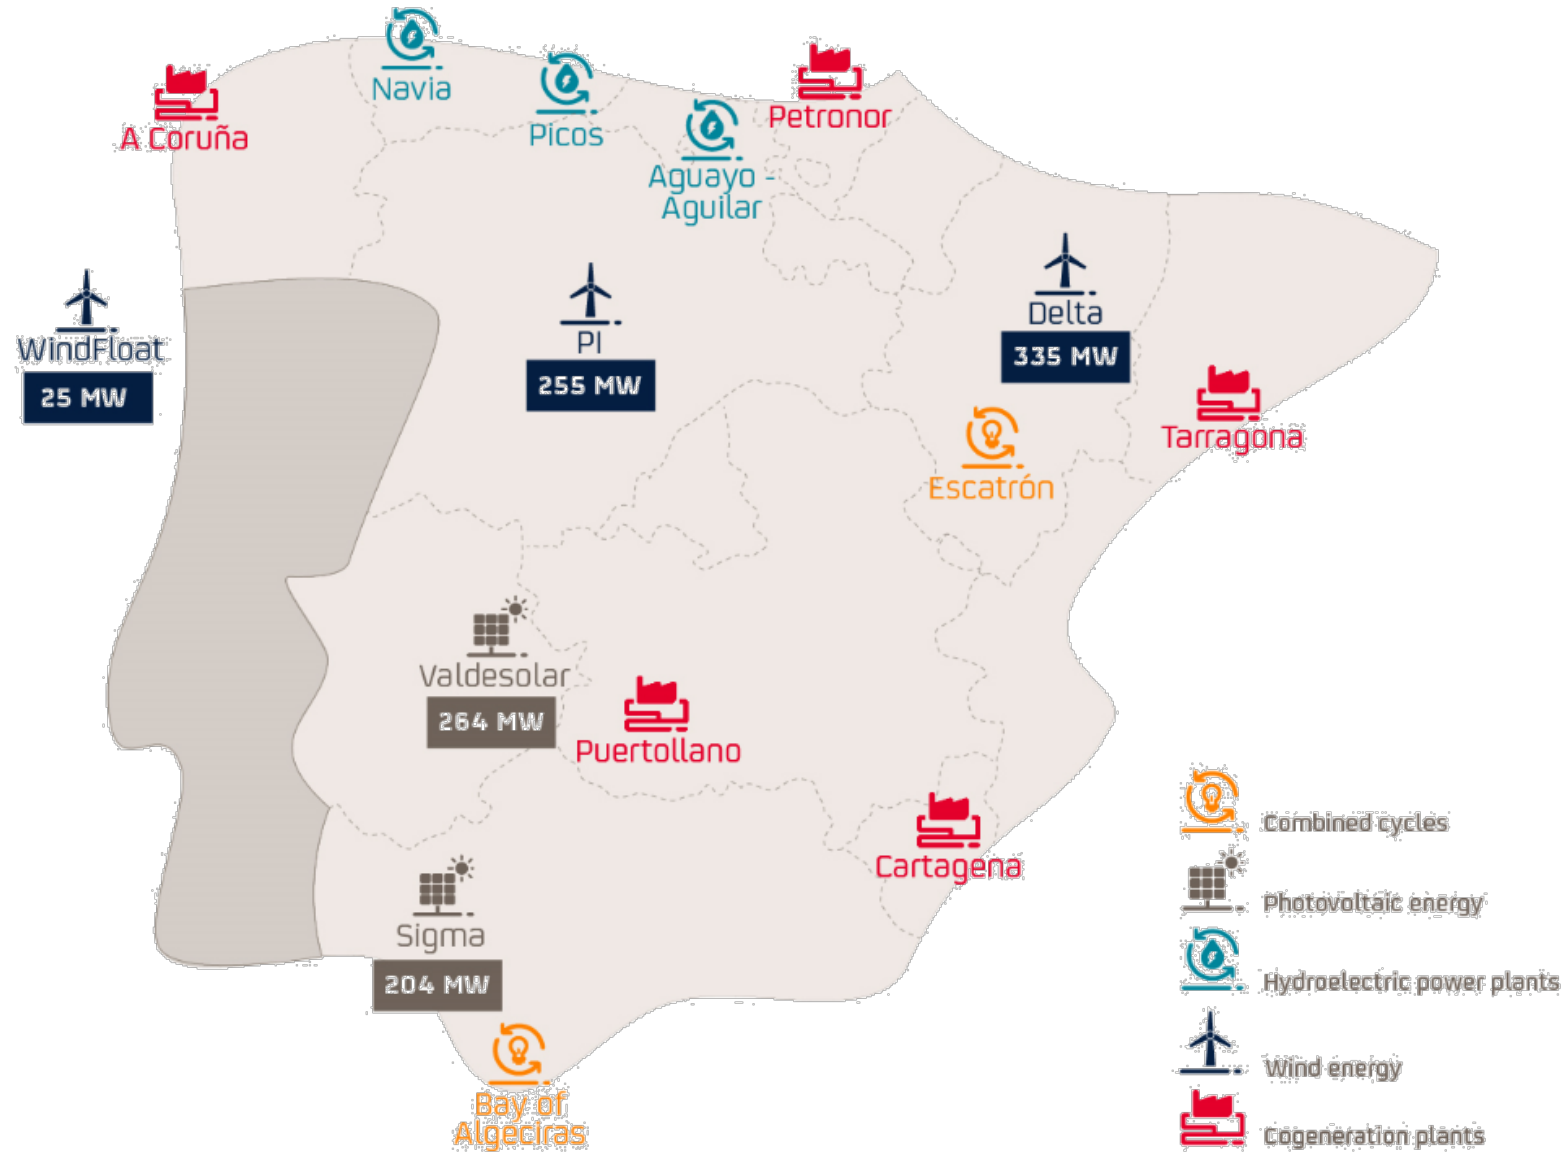 Navia
A Coruña
Picos
Petronor
Aguayo -
Aguilar
WindFloat
25 MW
PI
255 MW
Delta
335 MW
Tarragona
Escatrón
Valdesolar
264 MW
Puertollano
Cartagena
Sigma
204 MW
Bay of
Algeciras
Combined cycles
Photovoltaic energy
Hydroelectric power plants
Wind energy
Cogeneration plants